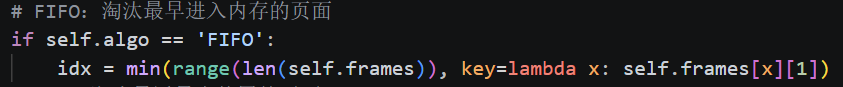 # FIFO: 淘汰最早进入内存的页面
if self.algo == 'FIFO':
    idx = min(range(len(self.frames)), key=lambda x: self.frames[x][1])